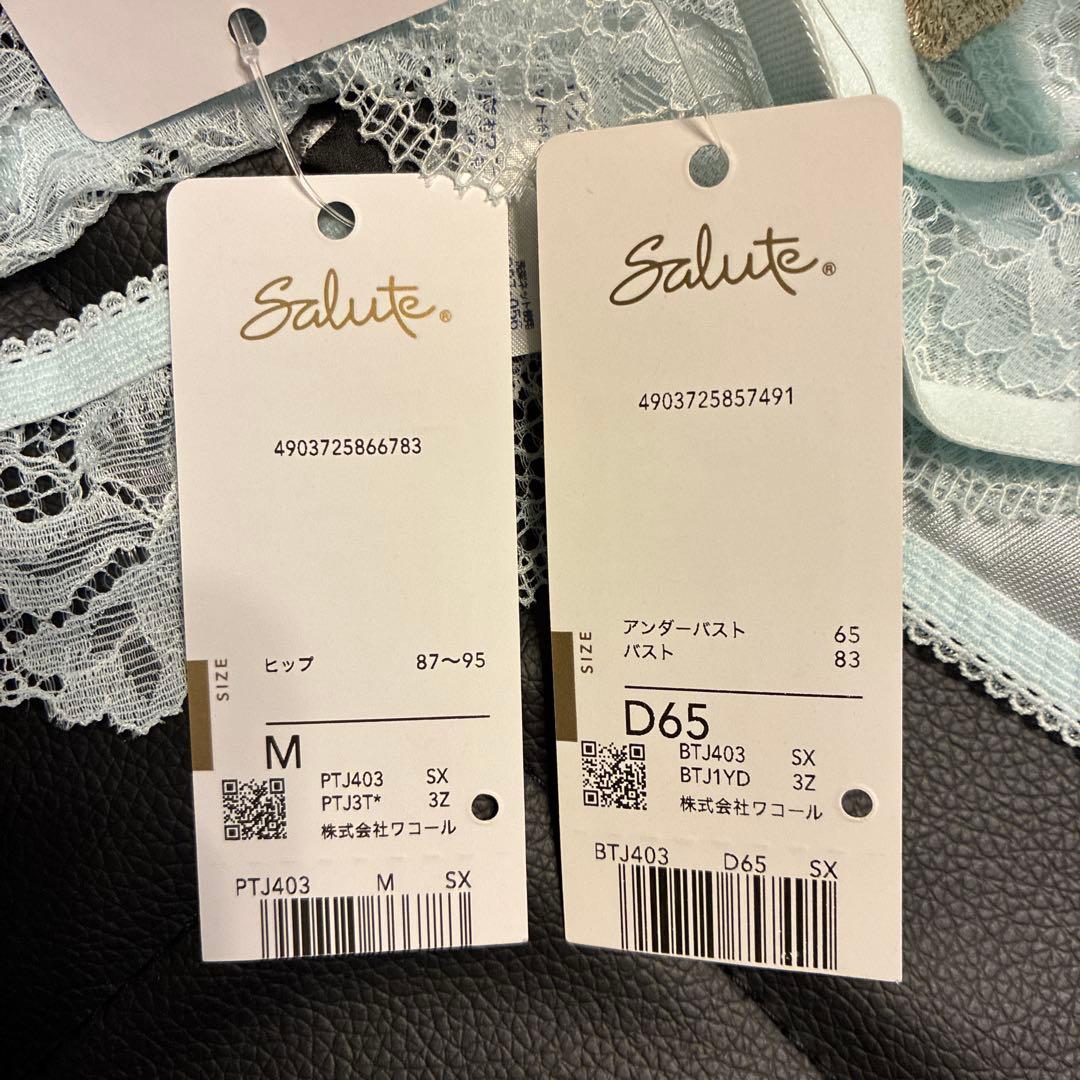 Salute®
4903725866783
SIZE
ヒップ 87〜95
M
PTJ403 SX
PTJ3T* 3Z
株式会社ワコール
PTJ403 M SX
Salute®
4903725857491
SIZE
アンダーバスト 65
バスト 83
D65
BTJ403 SX
BTJ1YD 3Z
株式会社ワコール
BTJ403 D65 SX